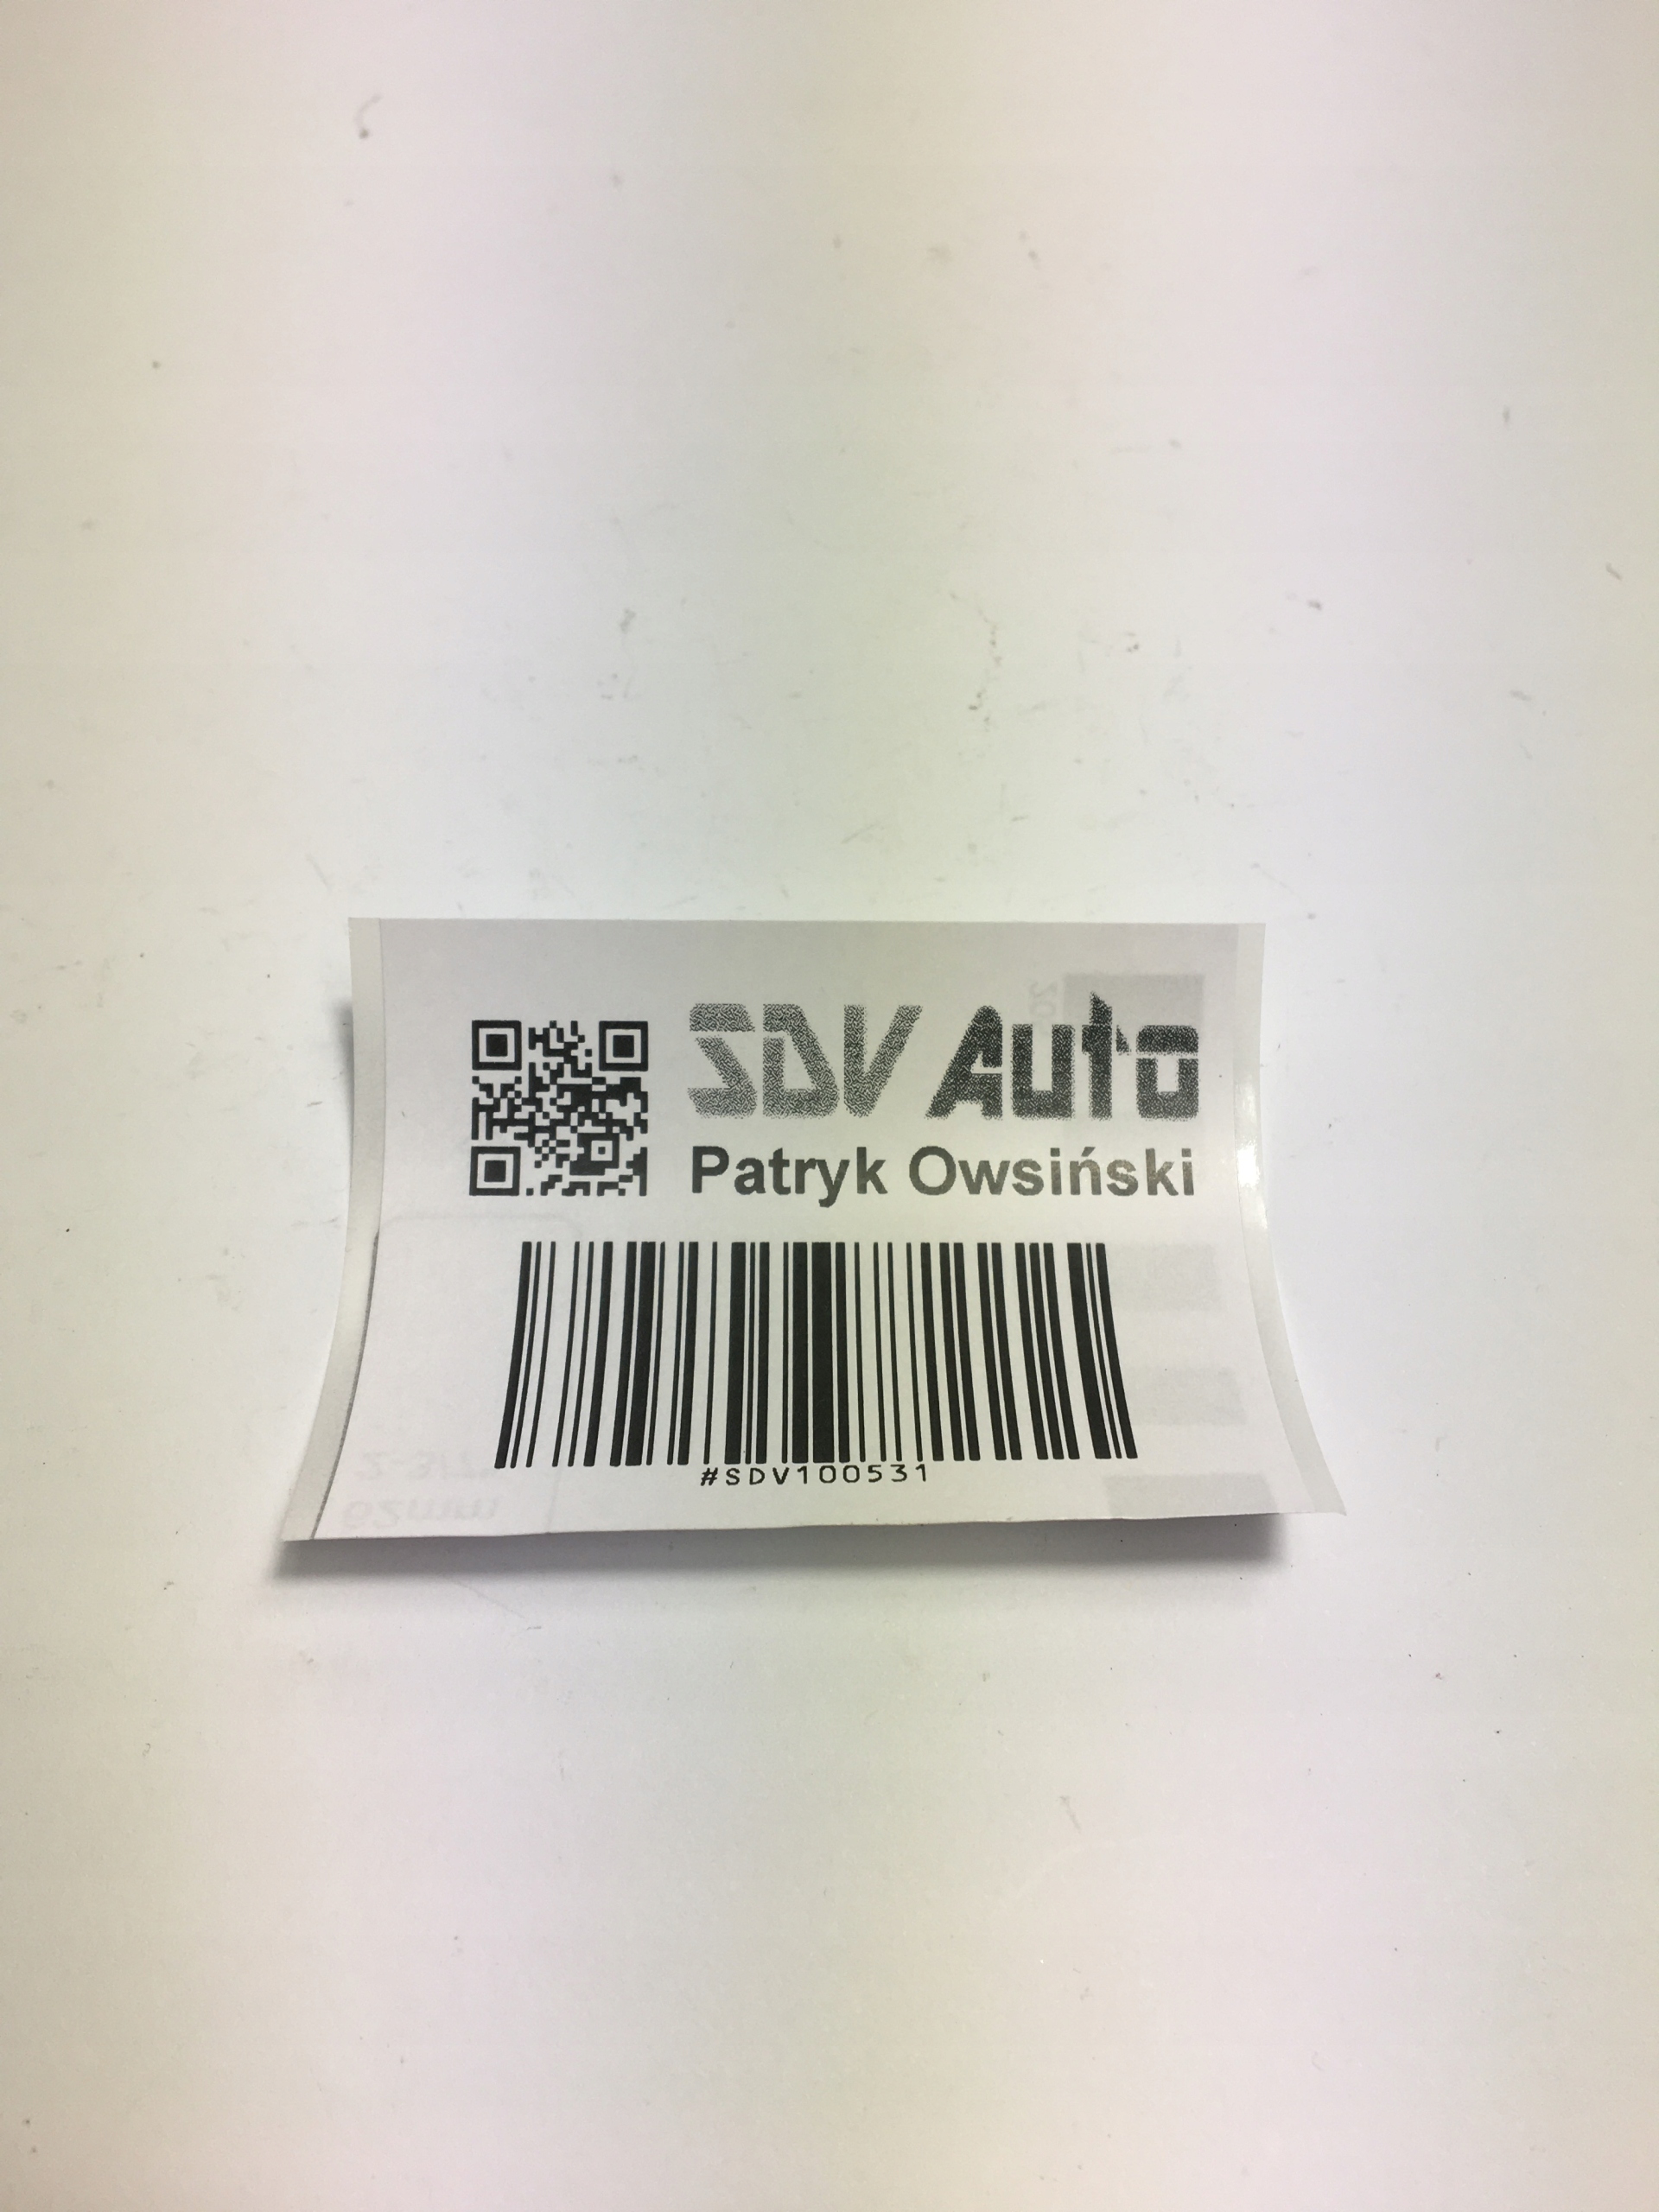 SDV Auto
Patryk Owsiński
#SDV100531